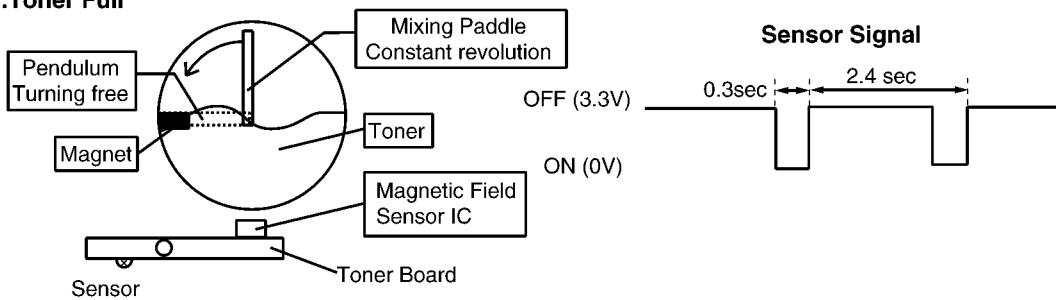 .Toner Full
Mixing Paddle
Constant revolution
Pendulum
Turning free
Magnet
Toner
Magnetic Field
Sensor IC
Toner Board
Sensor
Sensor Signal
0.3sec
2.4 sec
OFF (3.3V)
ON (0V)